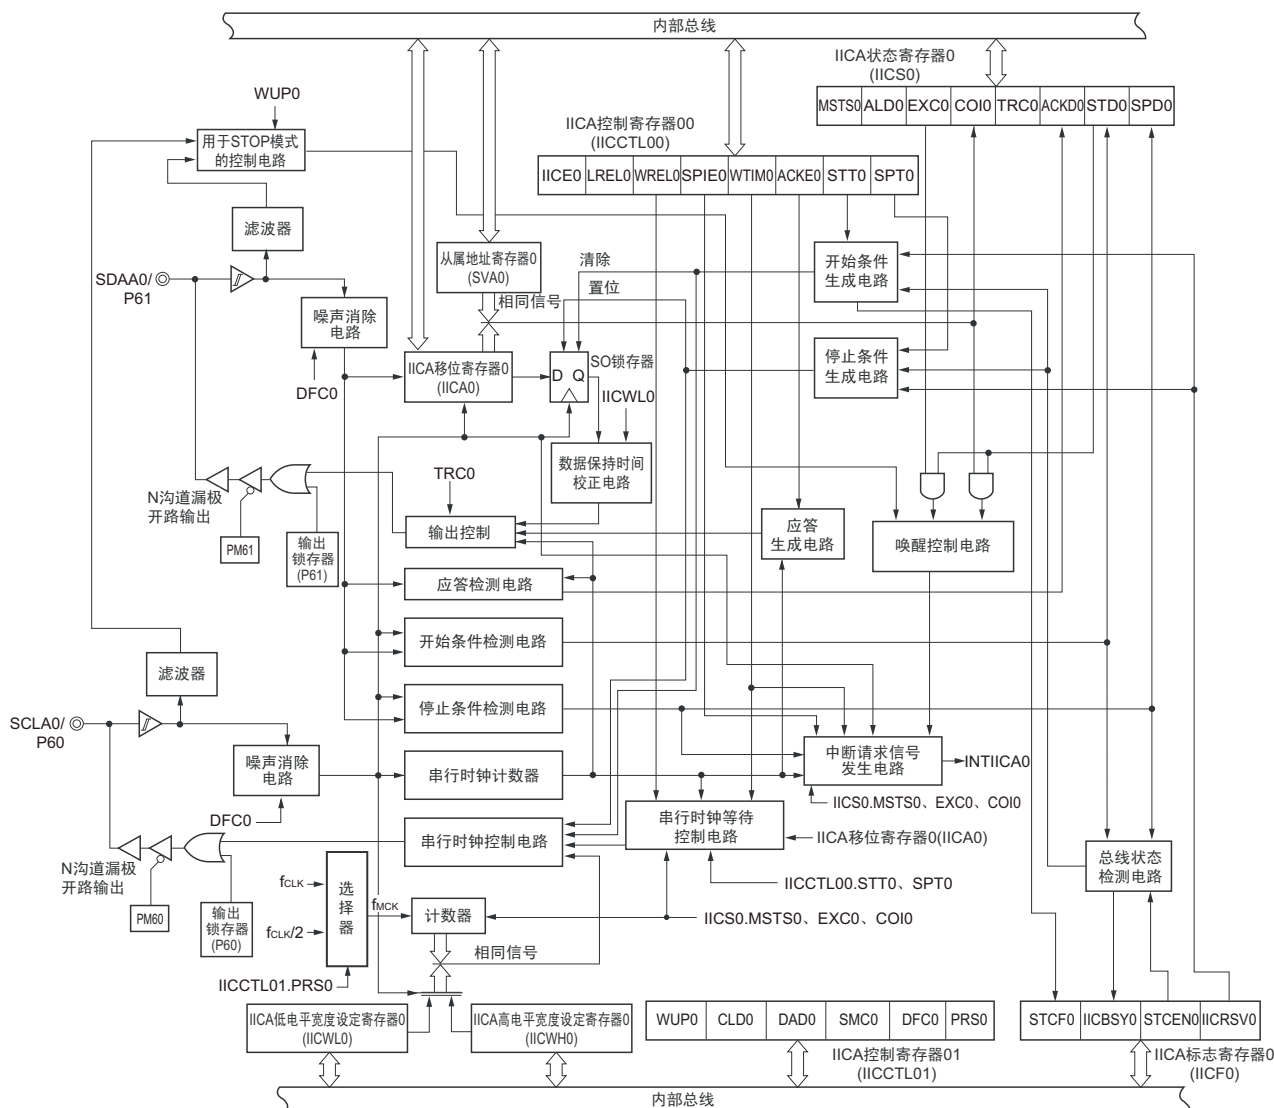 内部总线
IICA状态寄存器0
(IICS0)
MSTS0 ALD0 EXC0 COI0 TRC0 ACKD0 STD0 SPD0
WUP0
用于STOP模式
的控制电路
IICA控制寄存器00
(IICCTL00)
IICE0 LREL0 WREL0 SPIE0 WTIM0 ACKE0 STT0 SPT0
滤波器
从属地址寄存器0
(SVA0)
清除
开始条件
生成电路
SDAA0/
P61
置位
相同信号
噪声消除
电路
DFC0
IICA移位寄存器0
(IICA0)
D Q
SO锁存器
IICWL0
停止条件
生成电路
数据保持时间
校正电路
TRC0
N沟道漏极
开路输出
PM61
输出
锁存器
(P61)
输出控制
应答
生成电路
唤醒控制电路
应答检测电路
开始条件检测电路
滤波器
停止条件检测电路
SCLA0/
P60
噪声消除
电路
DFC0
串行时钟计数器
中断请求信号
发生电路
INTIICA0
IICS0.MSTS0、EXC0、COI0
串行时钟等待
控制电路
IICA移位寄存器0(IICA0)
串行时钟控制电路
N沟道漏极
开路输出
PM60
输出
锁存器
(P60)
总线状态
检测电路
fCLK
fCLK/2
选
择
器
fMCK
计数器
IICCTL00.STT0、SPT0
IICS0.MSTS0、EXC0、COI0
相同信号
IICCTL01.PRS0
IICA低电平宽度设定寄存器0
(IICWL0)
IICA高电平宽度设定寄存器0
(IICWH0)
WUP0 CLD0 DAD0 SMC0 DFC0 PRS0
IICA控制寄存器01
(IICCTL01)
STCF0 IICBSY0 STCEN0 IICRSV0
IICA标志寄存器0
(IICF0)
内部总线